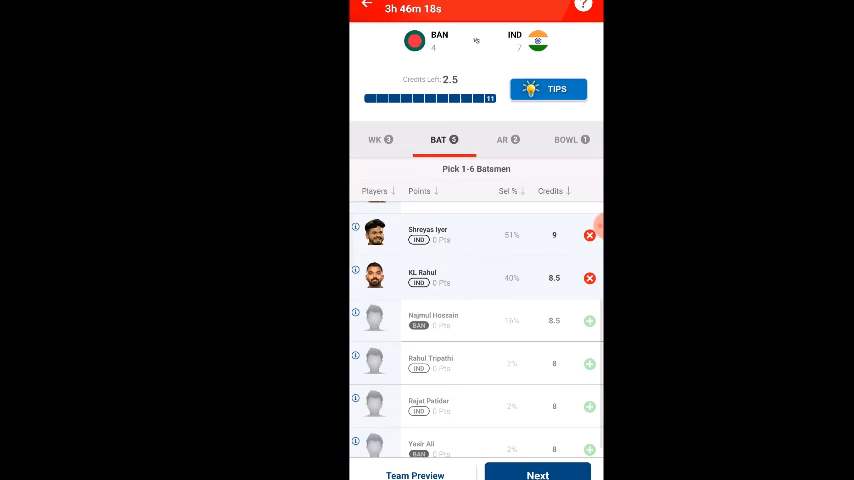 3h 46m 18s
?
BAN vs IND
4 7
Credits Left: 2.5
11
TIPS
WK 3 BAT 5 AR 2 BOWL 1
Pick 1-6 Batsmen
Players Points Sel % Credits
Shreyas Iyer
IND 0 Pts 51% 9
KL Rahul
IND 0 Pts 40% 8.5
Najmul Hossain
BAN 0 Pts 16% 8.5
Rahul Tripathi
IND 0 Pts 7% 8
Rajat Patidar
IND 0 Pts 2% 8
Yasir Ali
BAN 0 Pts 2% 8
Team Preview Next